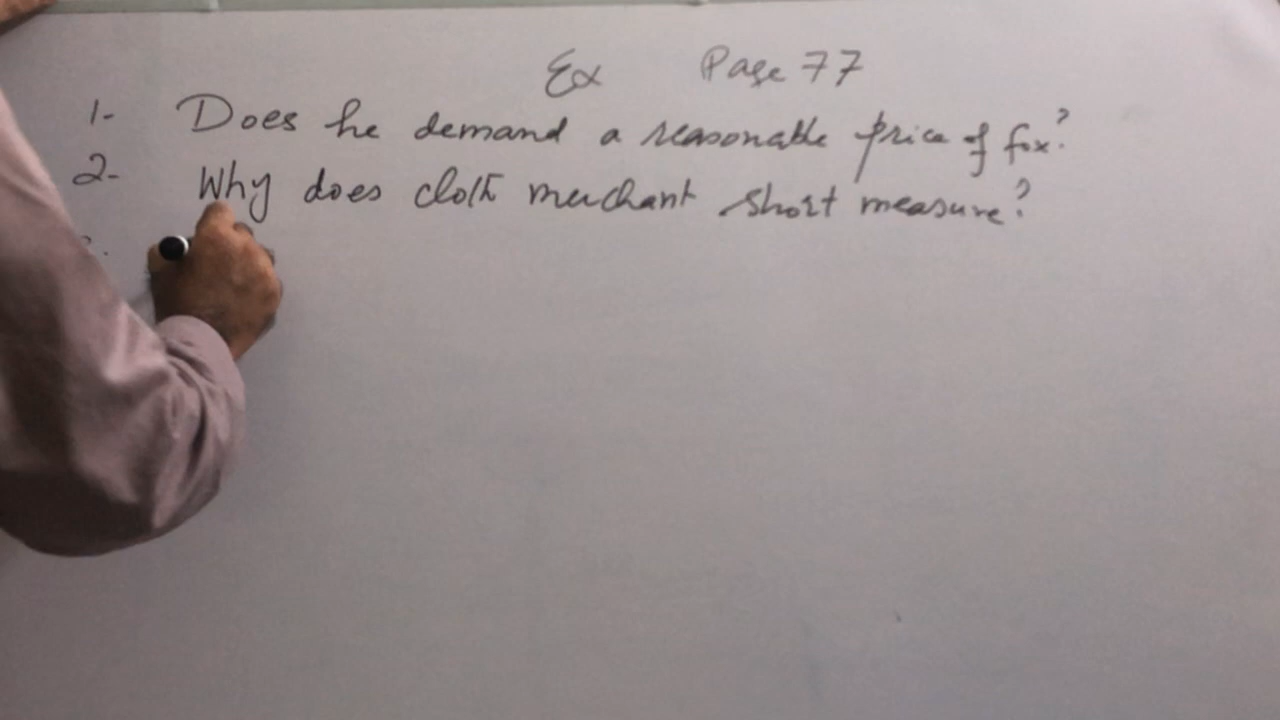 Ex Page 77
1- Does he demand a reasonable price of fox?
2- Why does cloth merchant short measure?